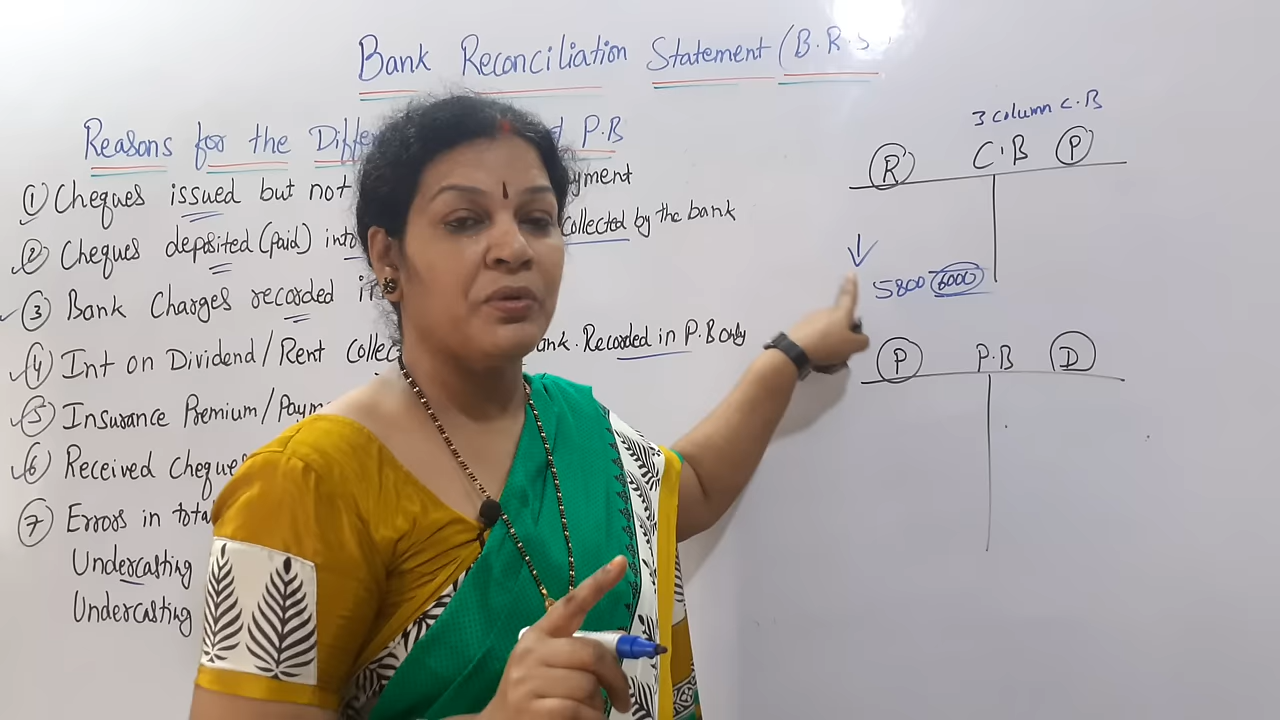 Bank Reconciliation Statement (B.R.S.
Reasons for the Diffe P.B
① Cheques issued but not yment
② Cheques deposited (paid) into collected by the bank
③ Bank Charges recorded i
④ Int on Dividend/Rent Collec ank. Recorded in P.B only
⑤ Insurance Premium/Paym
⑥ Received cheque
⑦ Errors in tota
Undercasting
Undercasting
3 column C.B
R C.B P
5800 6000
P P.B D